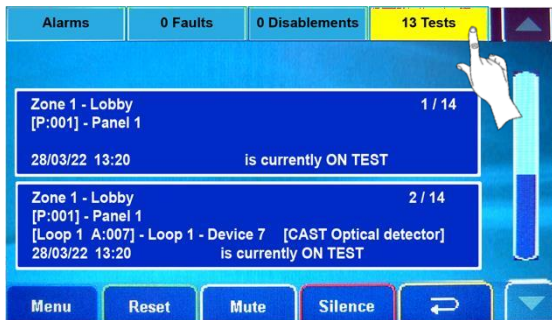 Alarms
0 Faults
0 Disablements
13 Tests
Zone 1 - Lobby 1 / 14
[P:001] - Panel 1
28/03/22 13:20 is currently ON TEST
Zone 1 - Lobby 2 / 14
[P:001] - Panel 1
[Loop 1 A:007] - Loop 1 - Device 7 [CAST Optical detector]
28/03/22 13:20 is currently ON TEST
Menu
Reset
Mute
Silence